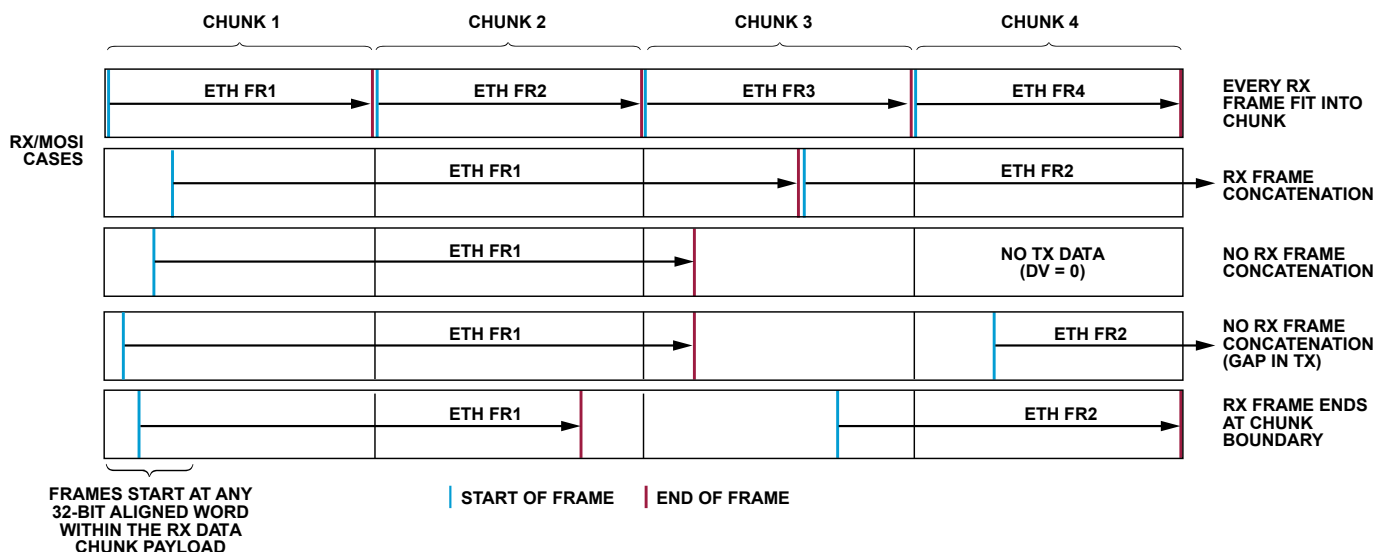 CHUNK 1
CHUNK 2
CHUNK 3
CHUNK 4
RX/MOSI
CASES
ETH FR1
ETH FR2
ETH FR3
ETH FR4
EVERY RX
FRAME FIT INTO
CHUNK
ETH FR1
ETH FR2
RX FRAME
CONCATENATION
ETH FR1
NO TX DATA
(DV = 0)
NO RX FRAME
CONCATENATION
ETH FR1
ETH FR2
NO RX FRAME
CONCATENATION
(GAP IN TX)
ETH FR1
ETH FR2
RX FRAME ENDS
AT CHUNK
BOUNDARY
FRAMES START AT ANY
32-BIT ALIGNED WORD
WITHIN THE RX DATA
CHUNK PAYLOAD
START OF FRAME
END OF FRAME